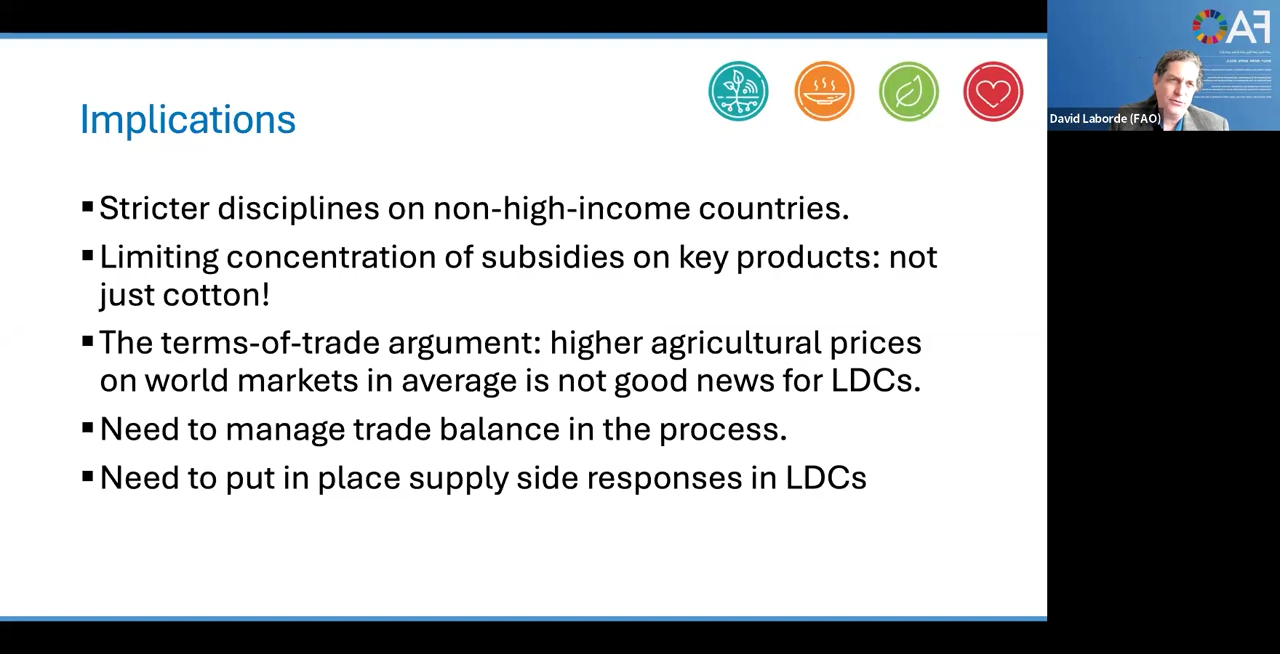 Implications
▪Stricter disciplines on non-high-income countries.
▪Limiting concentration of subsidies on key products: not
just cotton!
▪The terms-of-trade argument: higher agricultural prices
on world markets in average is not good news for LDCs.
▪Need to manage trade balance in the process.
▪Need to put in place supply side responses in LDCs
FAO
David Laborde (FAO)